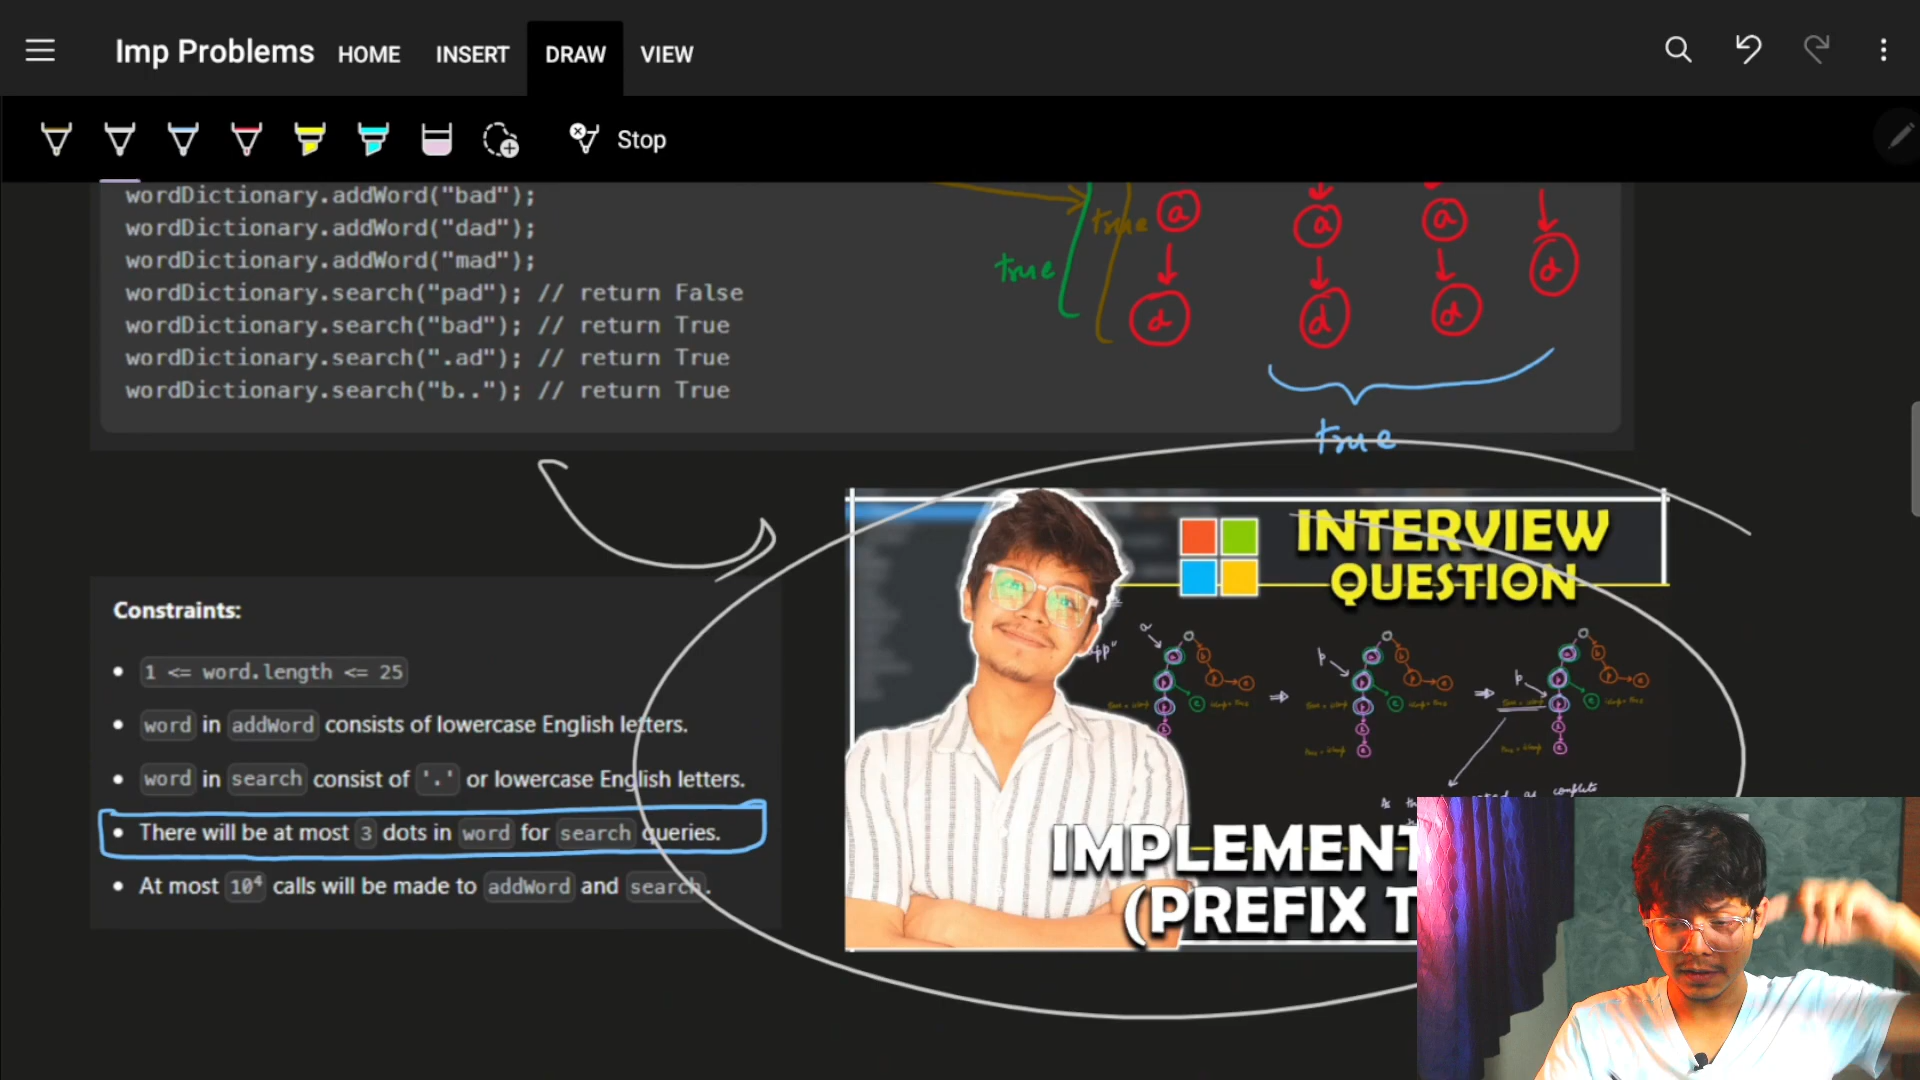 Imp Problems HOME INSERT DRAW VIEW
Stop
wordDictionary.addWord("bad");
wordDictionary.addWord("dad");
wordDictionary.addWord("mad");
wordDictionary.search("pad"); // return False
wordDictionary.search("bad"); // return True
wordDictionary.search(".ad"); // return True
wordDictionary.search("b.."); // return True
a a a
true
true
d d d d
true
Constraints:
1 <= word.length <= 25
word in addWord consists of lowercase English letters.
word in search consist of '.' or lowercase English letters.
There will be at most 3 dots in word for search queries.
At most 10⁴ calls will be made to addWord and search.
INTERVIEW
QUESTION
IMPLEMENT
(PREFIX T